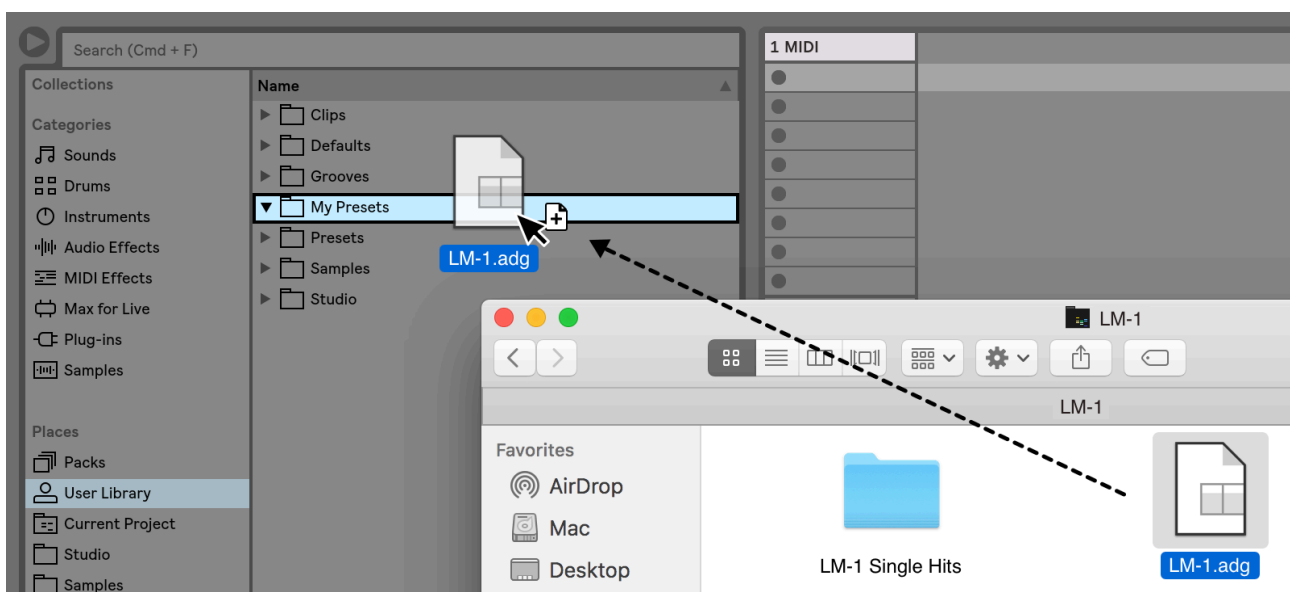 Search (Cmd + F)
Collections
Categories
Sounds
Drums
Instruments
Audio Effects
MIDI Effects
Max for Live
Plug-ins
Samples
Places
Packs
User Library
Current Project
Studio
Samples
Name
Clips
Defaults
Grooves
My Presets
Presets
Samples
Studio
LM-1.adg
1 MIDI
LM-1
LM-1
Favorites
AirDrop
Mac
Desktop
LM-1 Single Hits
LM-1.adg